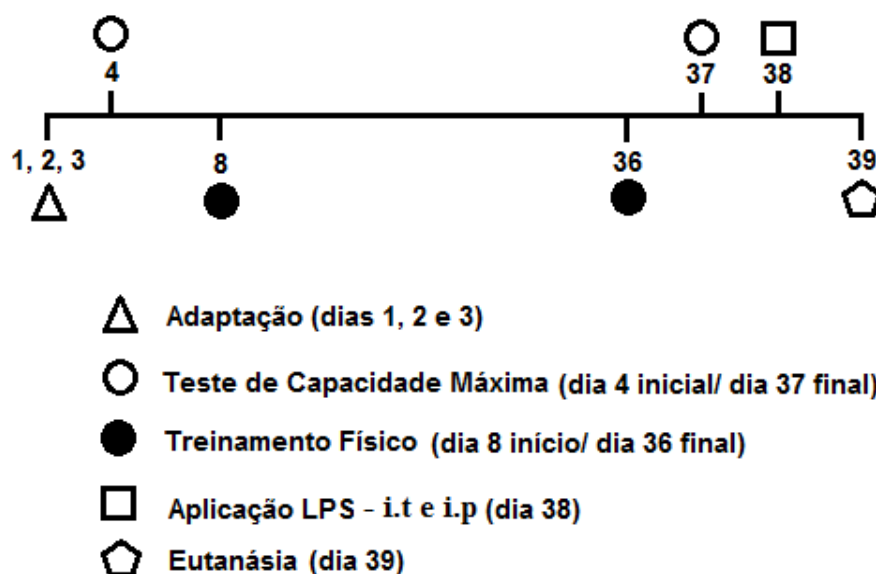 4
37
38
1, 2, 3
8
36
39
Adaptação (dias 1, 2 e 3)
Teste de Capacidade Máxima (dia 4 inicial/ dia 37 final)
Treinamento Físico (dia 8 início/ dia 36 final)
Aplicação LPS - i.t e i.p (dia 38)
Eutanásia (dia 39)